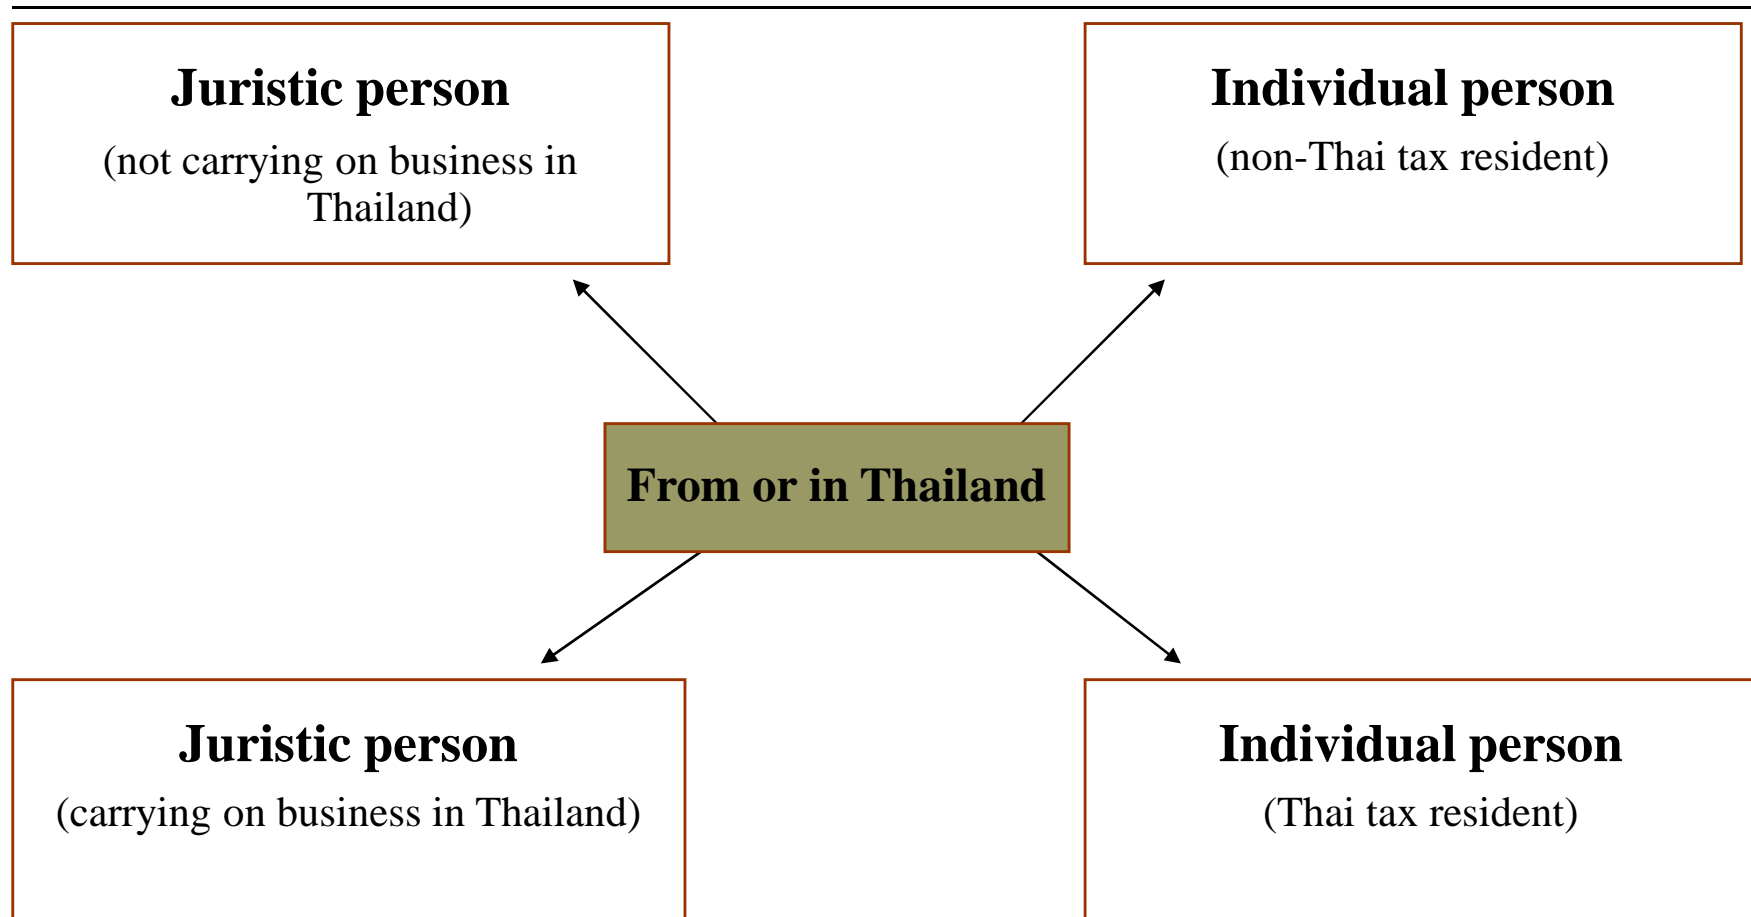 Juristic person
(not carrying on business in
Thailand)
Individual person
(non-Thai tax resident)
From or in Thailand
Juristic person
(carrying on business in Thailand)
Individual person
(Thai tax resident)